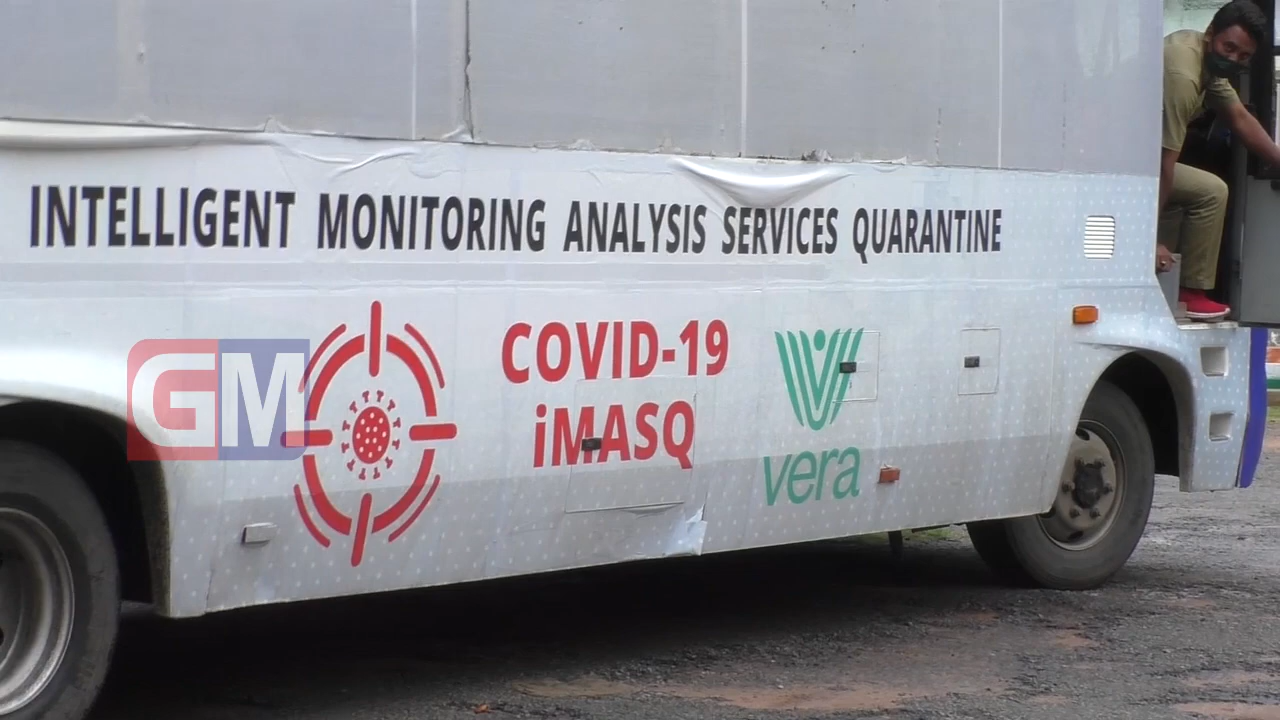 INTELLIGENT MONITORING ANALYSIS SERVICES QUARANTINE
GM
COVID-19
iMASQ
vera